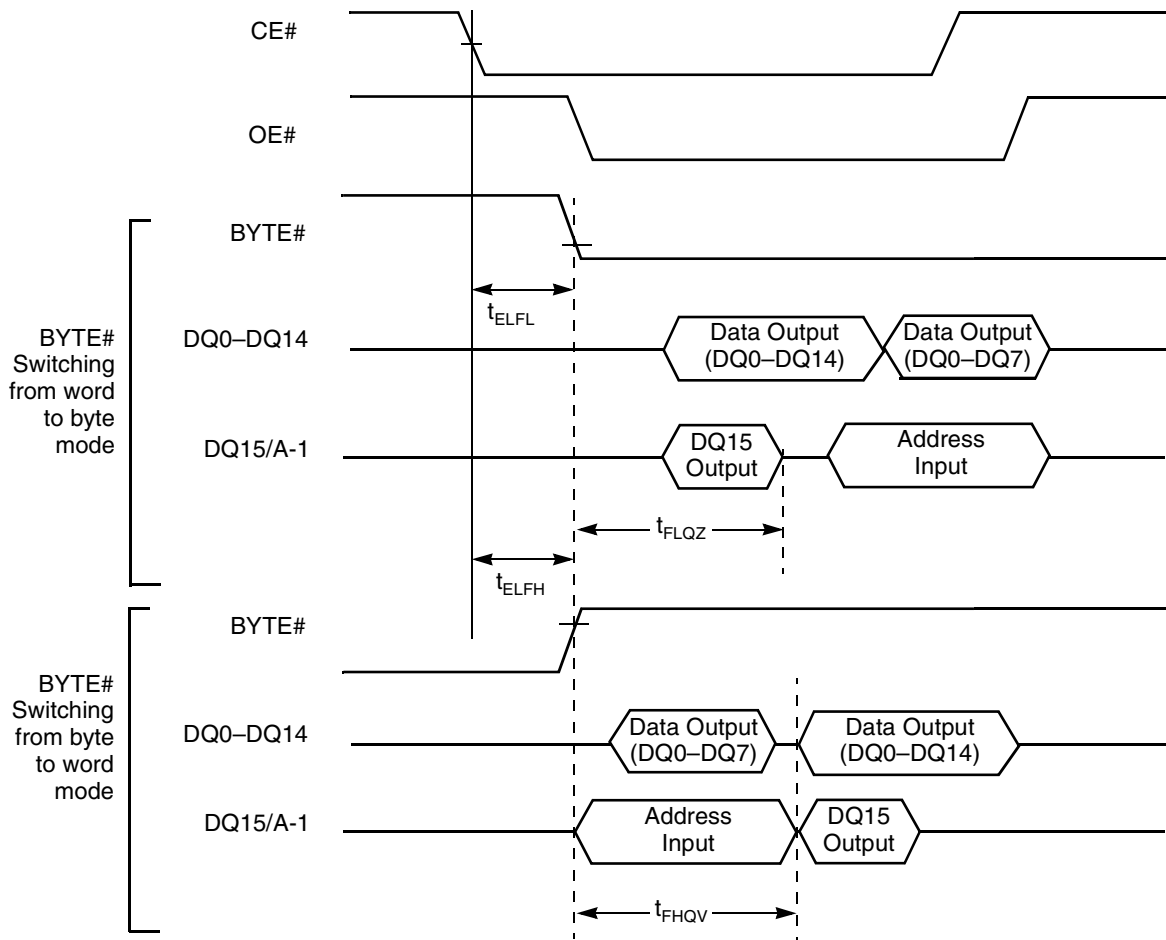 CE#
OE#
BYTE#
tELFL
BYTE#
Switching
from word
to byte
mode
DQ0–DQ14
Data Output
(DQ0–DQ14)
Data Output
(DQ0–DQ7)
DQ15/A-1
DQ15
Output
Address
Input
tFLQZ
tELFH
BYTE#
BYTE#
Switching
from byte
to word
mode
DQ0–DQ14
Data Output
(DQ0–DQ7)
Data Output
(DQ0–DQ14)
DQ15/A-1
Address
Input
DQ15
Output
tFHQV